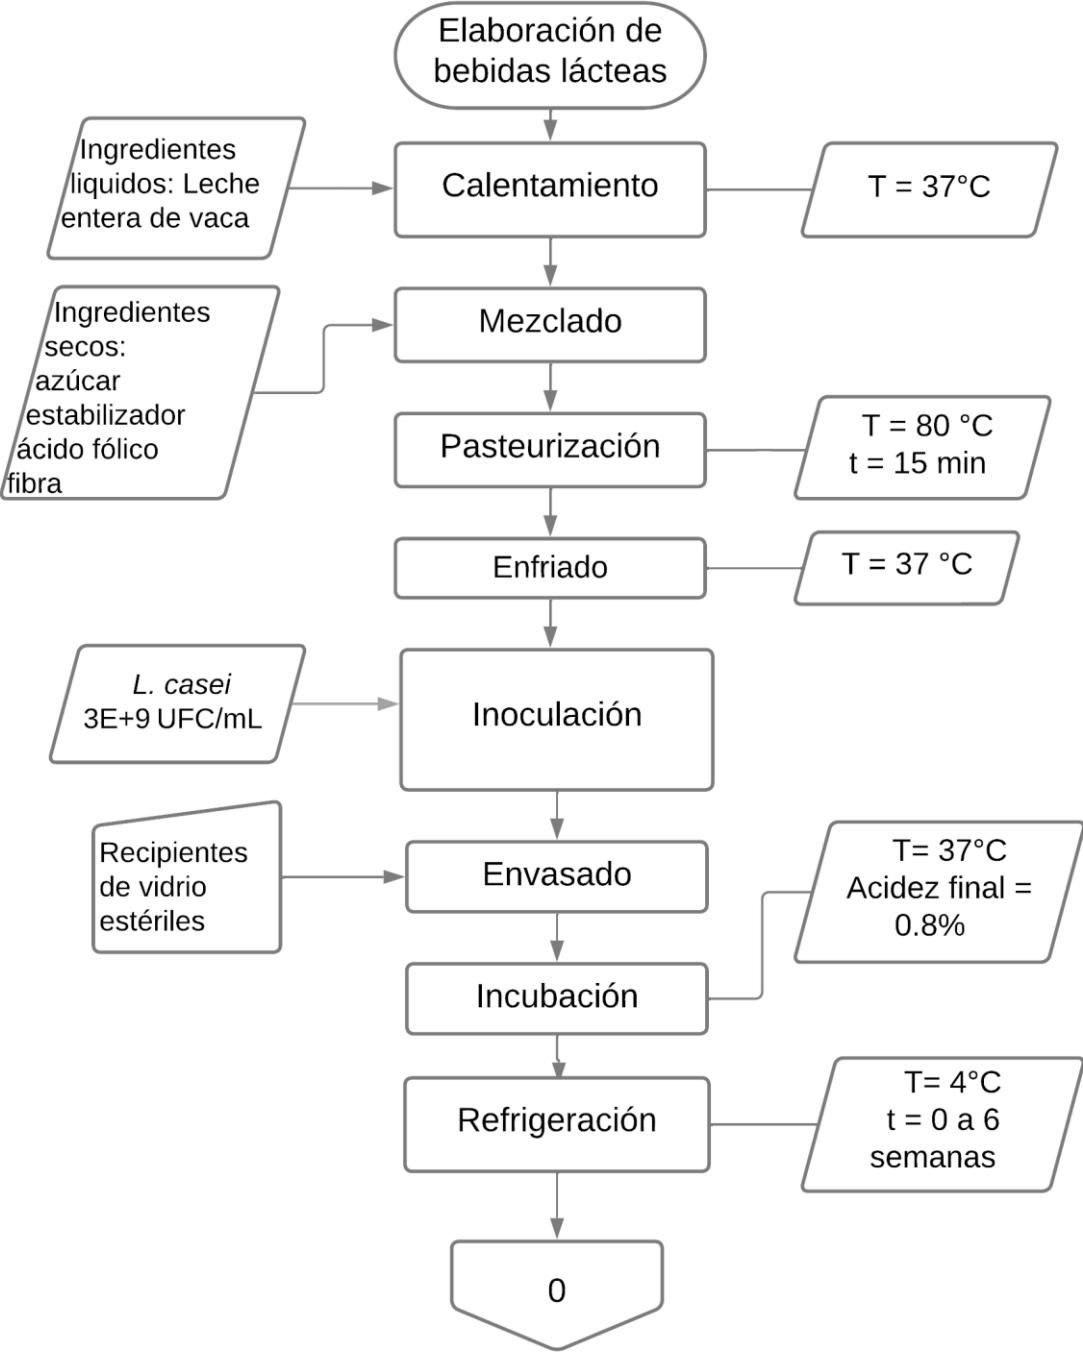 Elaboración de
bebidas lácteas
Ingredientes
liquidos: Leche
entera de vaca
Calentamiento
T = 37°C
Ingredientes
secos:
azúcar
estabilizador
ácido fólico
fibra
Mezclado
Pasteurización
T = 80 °C
t = 15 min
Enfriado
T = 37 °C
L. casei
3E+9 UFC/mL
Inoculación
Recipientes
de vidrio
estériles
Envasado
Incubación
T= 37°C
Acidez final =
0.8%
Refrigeración
T= 4°C
t = 0 a 6
semanas
0